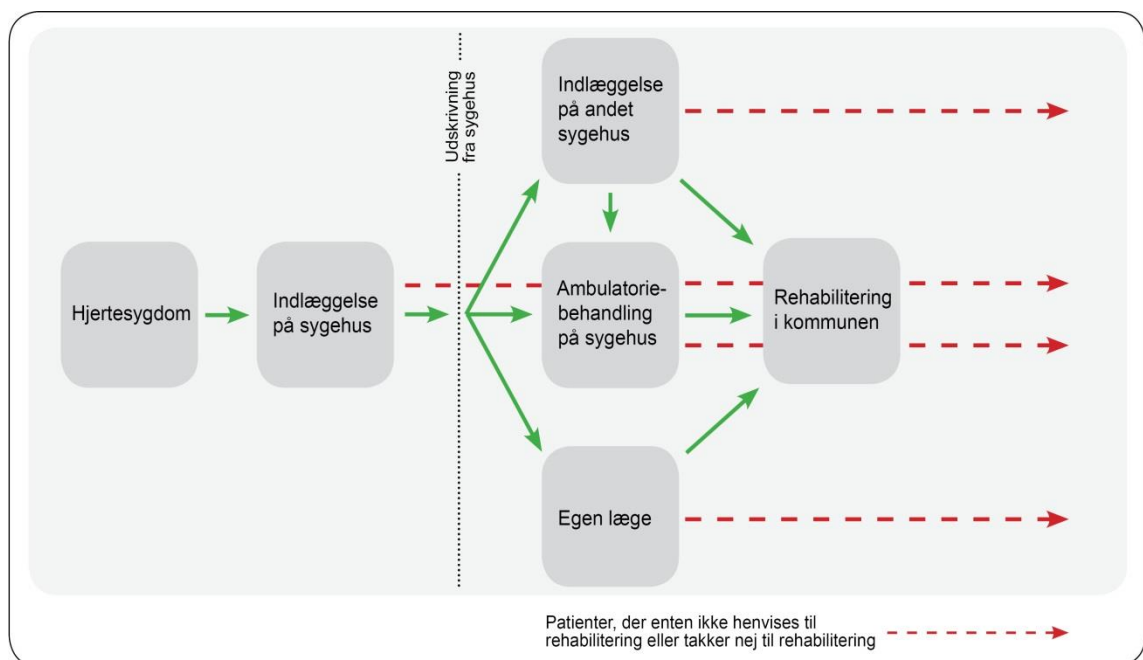 Hjertesygdom
Indlæggelse
på sygehus
Udskrivning
fra sygehus
Indlæggelse
på andet
sygehus
Ambulatorie-
behandling
på sygehus
Egen læge
Rehabilitering
i kommunen
Patienter, der enten ikke henvises til
rehabilitering eller takker nej til rehabilitering